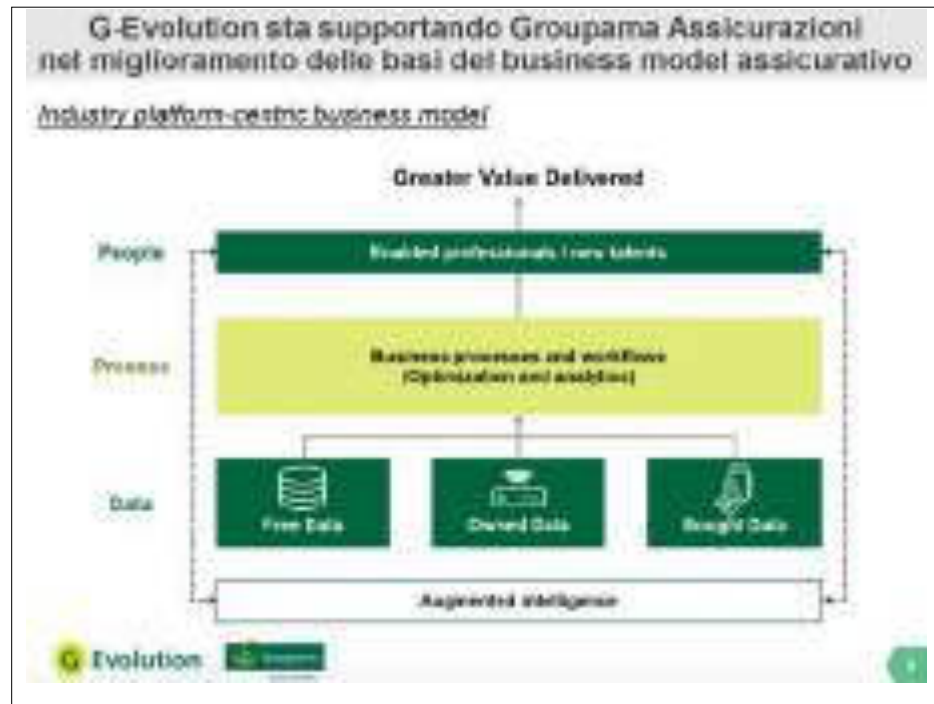 G-Evolution sta supportando Groupama Assicurazioni
nel miglioramento delle basi del business model assicurativo
Industry platform-centric business model
Greater Value Delivered
People
Enabled professionals / new talents
Process
Business processes and workflows
(Optimization and analytics)
Data
Free Data
Owned Data
Bought Data
Augmented intelligence
G Evolution